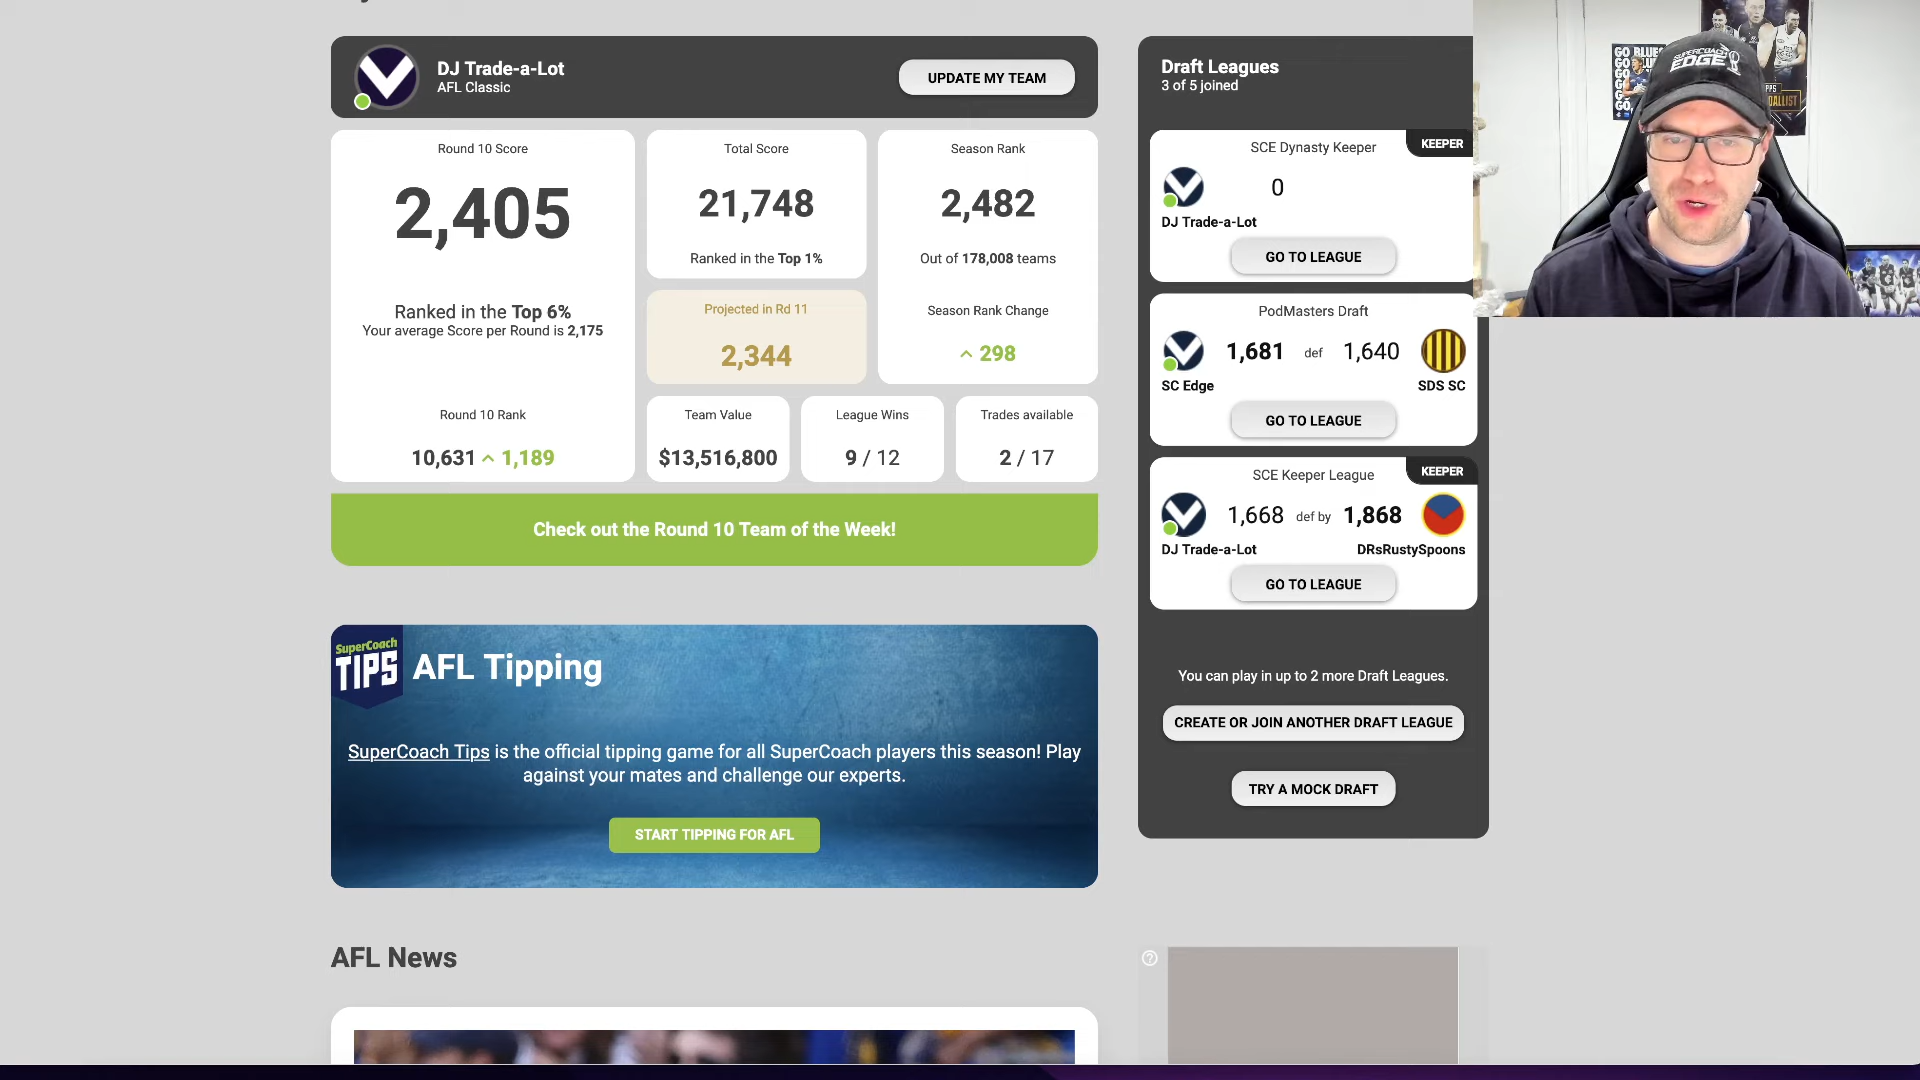 DJ Trade-a-Lot
AFL Classic
UPDATE MY TEAM
Round 10 Score
2,405
Ranked in the Top 6%
Your average Score per Round is 2,175
Round 10 Rank
10,631 1,189
Total Score
21,748
Ranked in the Top 1%
Season Rank
2,482
Out of 178,008 teams
Projected in Rd 11
2,344
Season Rank Change
298
Team Value
$13,516,800
League Wins
9 / 12
Trades available
2 / 17
Check out the Round 10 Team of the Week!
SuperCoach
TIPS
AFL Tipping
SuperCoach Tips is the official tipping game for all SuperCoach players this season! Play
against your mates and challenge our experts.
START TIPPING FOR AFL
AFL News
Draft Leagues
3 of 5 joined
SCE Dynasty Keeper
KEEPER
0
DJ Trade-a-Lot
GO TO LEAGUE
PodMasters Draft
1,681 def 1,640
SC Edge SDS SC
GO TO LEAGUE
SCE Keeper League
KEEPER
1,668 def by 1,868
DJ Trade-a-Lot DRsRustySpoons
GO TO LEAGUE
You can play in up to 2 more Draft Leagues.
CREATE OR JOIN ANOTHER DRAFT LEAGUE
TRY A MOCK DRAFT
?
SUPERCOACH
EDGE
GO BLUES